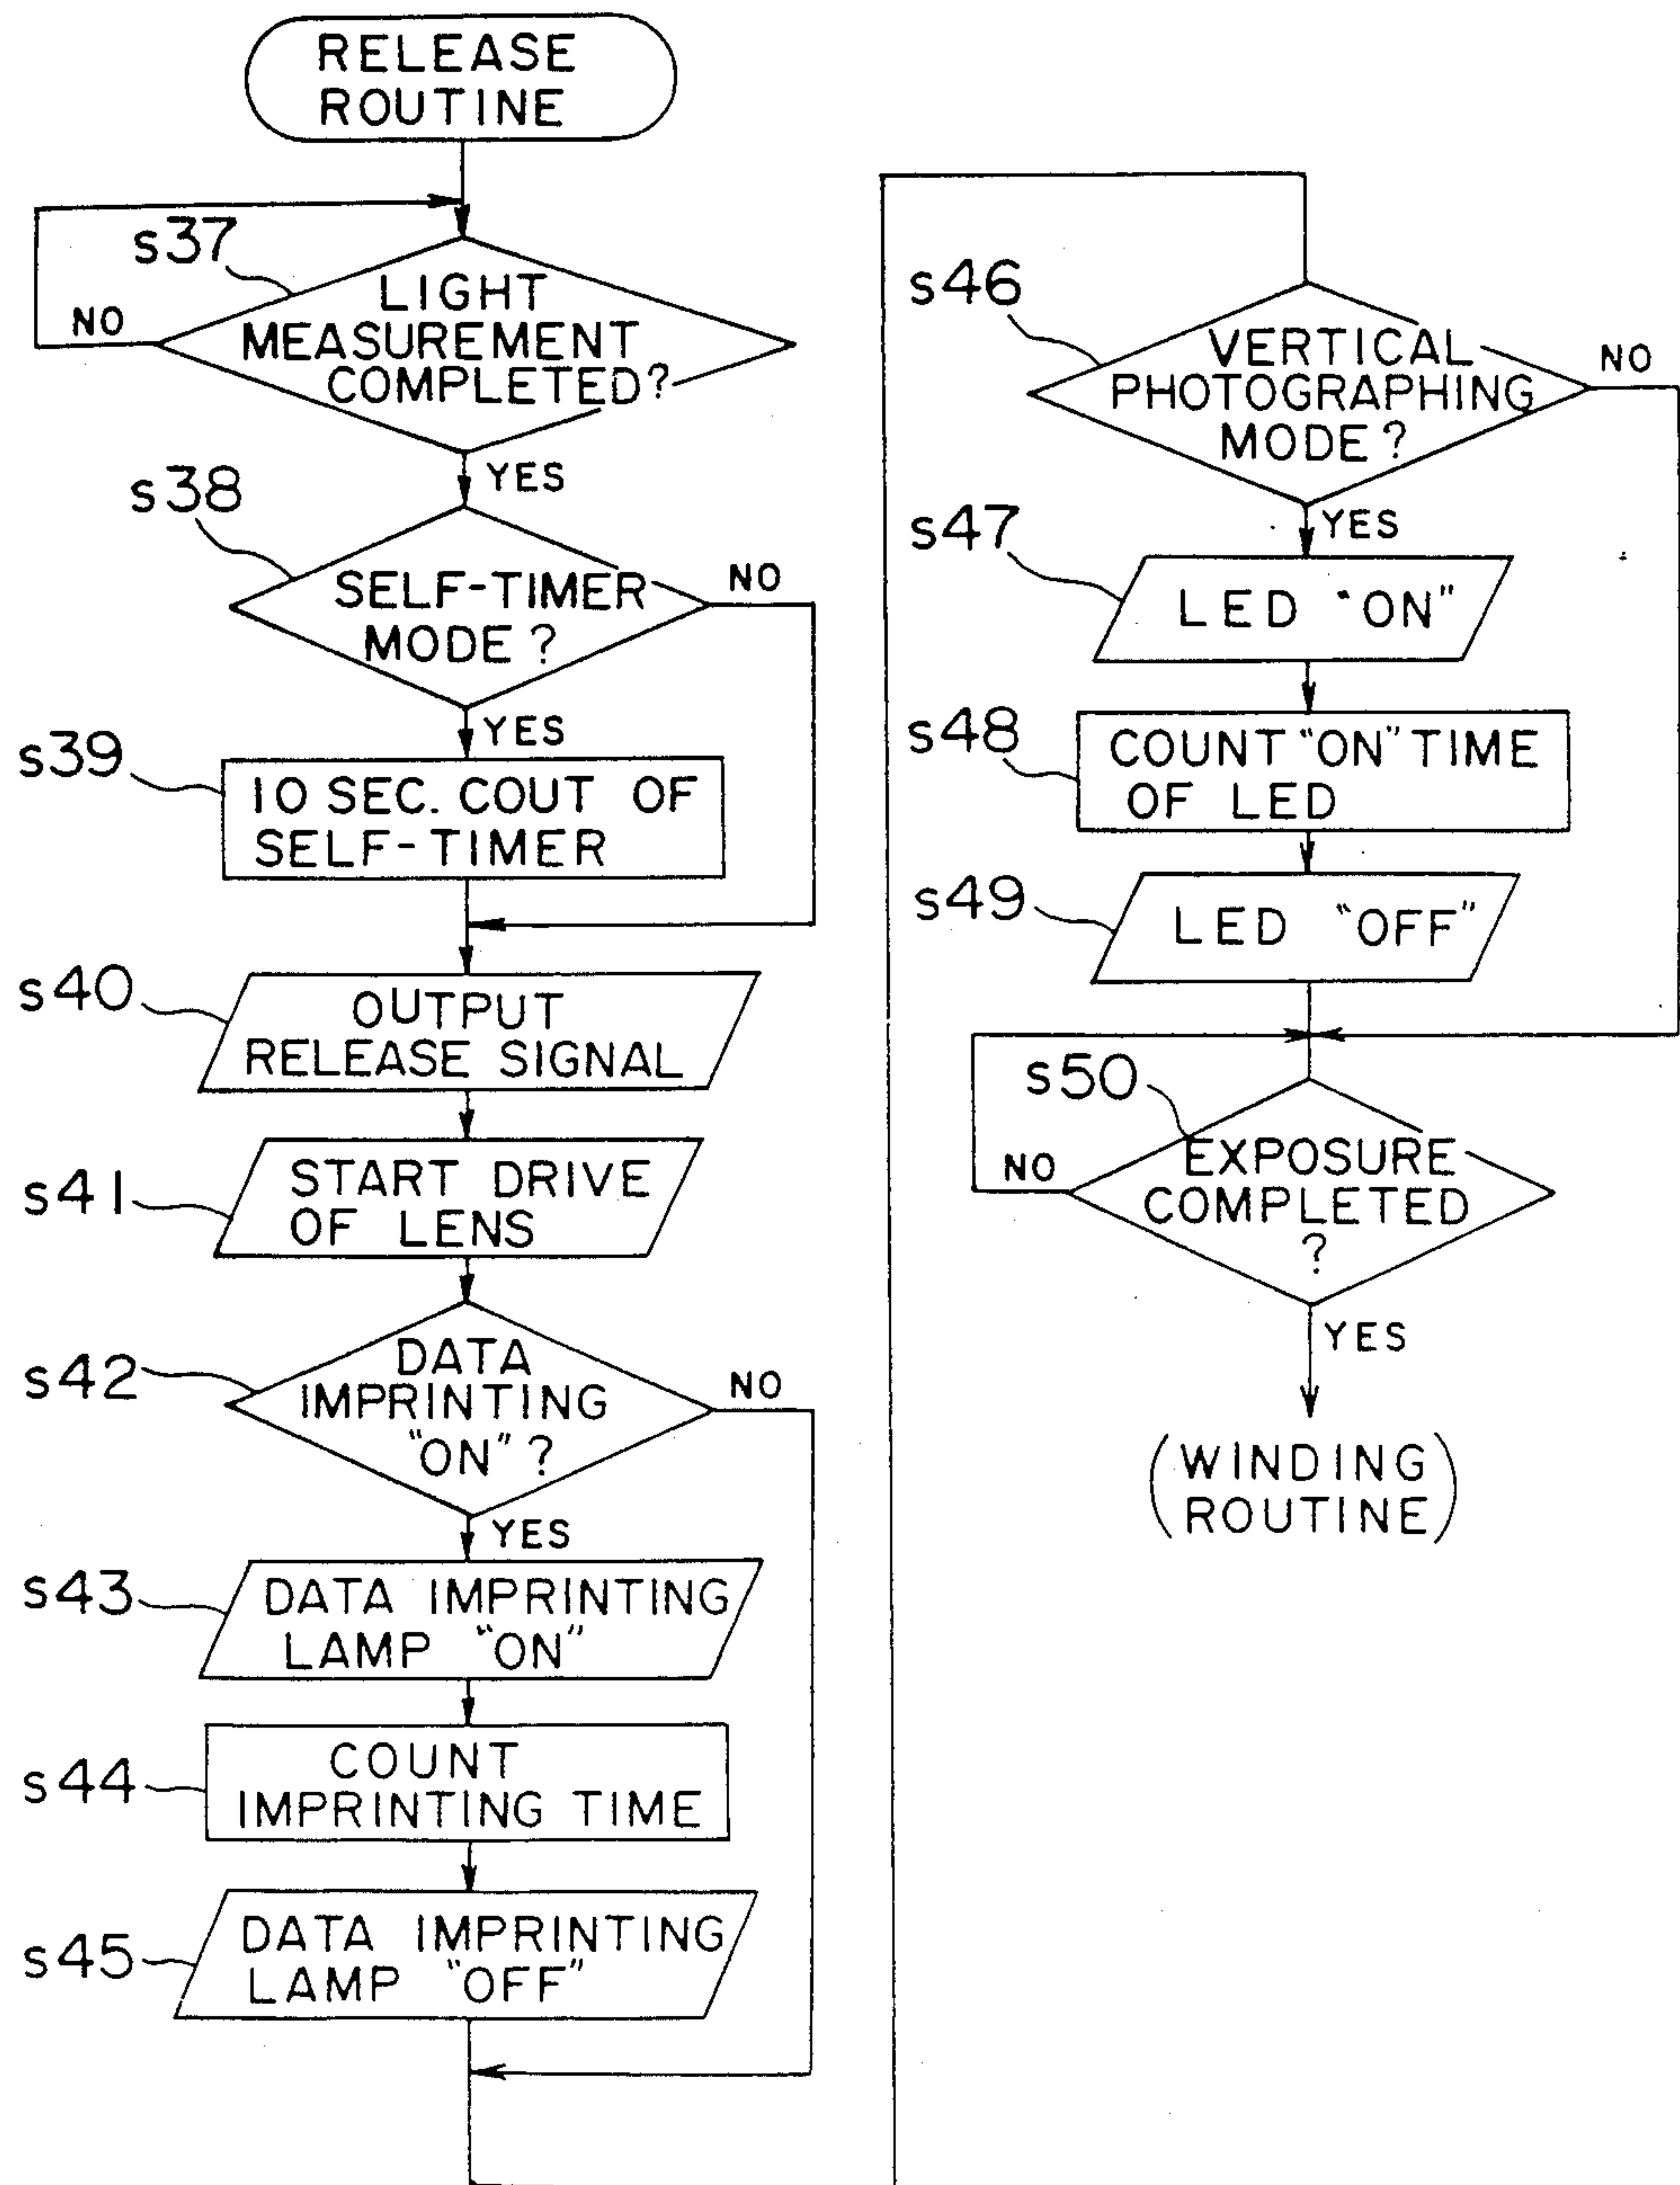 RELEASE
ROUTINE
s37
LIGHT
MEASUREMENT
COMPLETED?
NO
YES
s38
SELF-TIMER
MODE?
NO
YES
s39
10 SEC. COUT OF
SELF-TIMER
s40
OUTPUT
RELEASE SIGNAL
s41
START DRIVE
OF LENS
s42
DATA
IMPRINTING
"ON"?
NO
YES
s43
DATA IMPRINTING
LAMP "ON"
s44
COUNT
IMPRINTING TIME
s45
DATA IMPRINTING
LAMP "OFF"
s46
VERTICAL
PHOTOGRAPHING
MODE?
NO
YES
s47
LED "ON"
s48
COUNT "ON" TIME
OF LED
s49
LED "OFF"
s50
EXPOSURE
COMPLETED
?
NO
YES
(WINDING
ROUTINE)